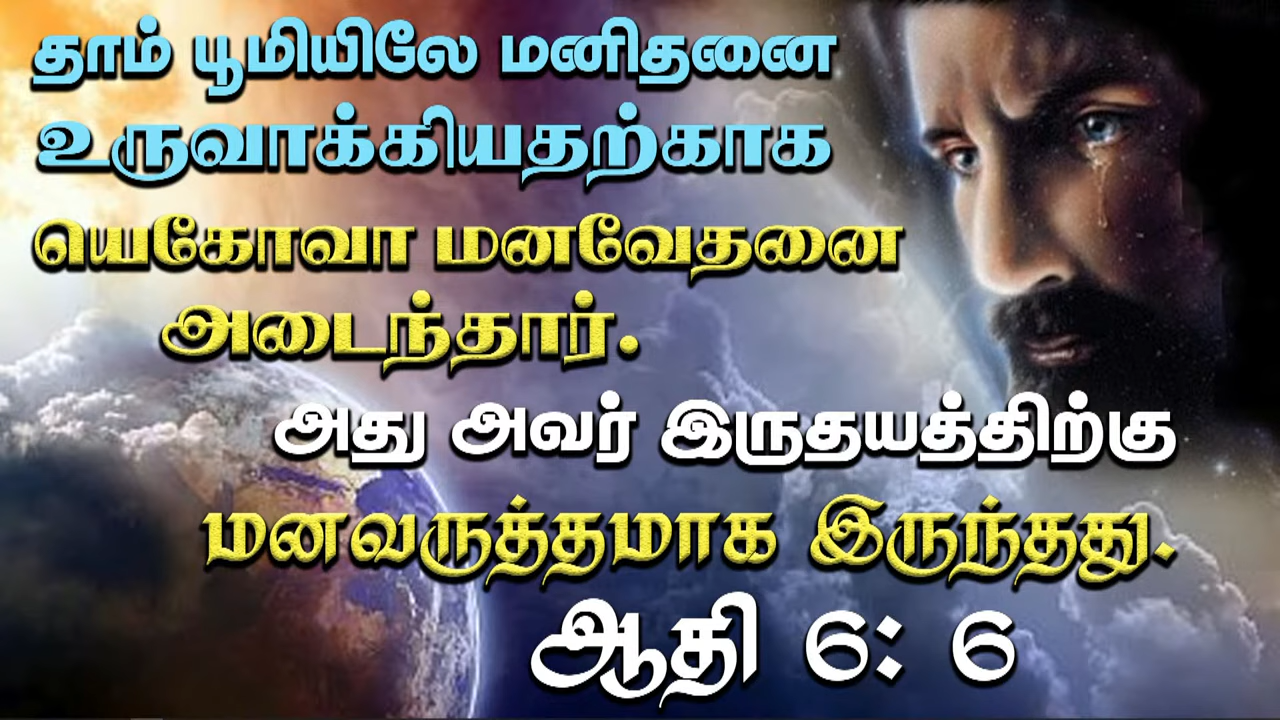 தாம் பூமியிலே மனிதனை
உருவாக்கியதற்காக
யெகோவா மனவேதனை
அடைந்தார்.
அது அவர் இருதயத்திற்கு
மனவருத்தமாக இருந்தது.
ஆதி 6: 6